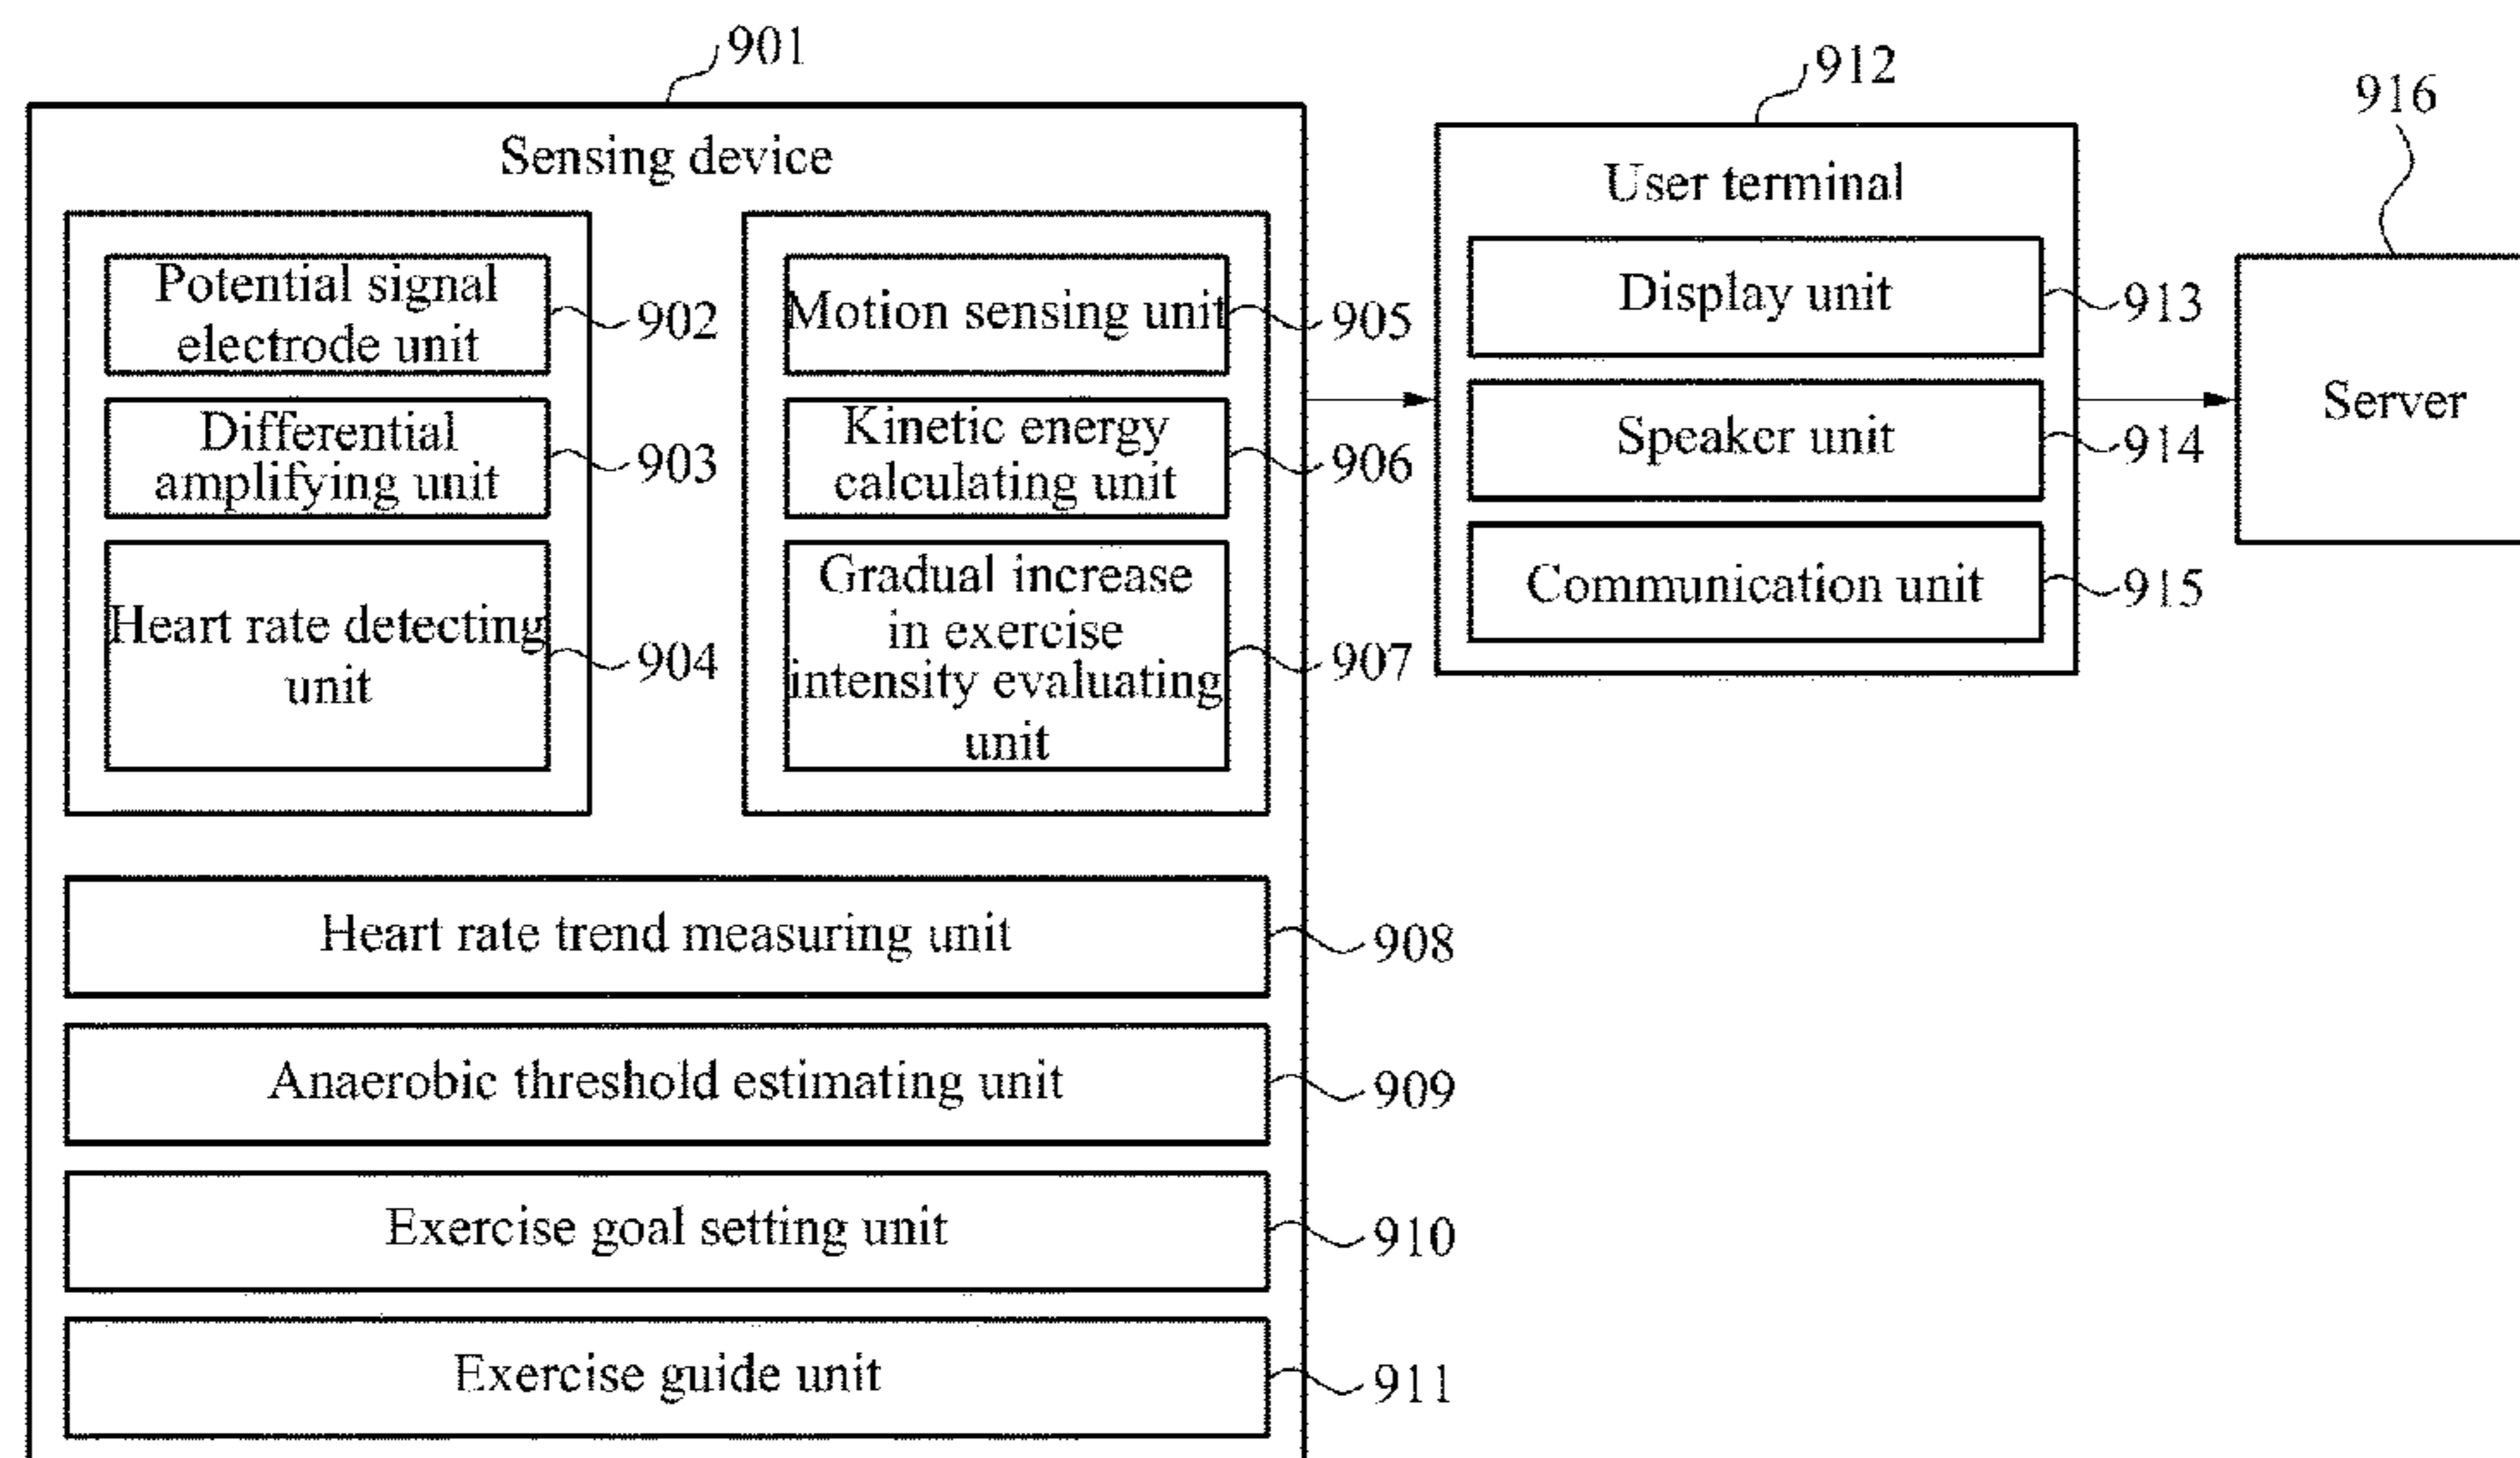 901
Sensing device
Potential signal
electrode unit
902
Differential
amplifying unit
903
Heart rate detecting
unit
904
Motion sensing unit
905
Kinetic energy
calculating unit
906
Gradual increase
in exercise
intensity evaluating
unit
907
Heart rate trend measuring unit
908
Anaerobic threshold estimating unit
909
Exercise goal setting unit
910
Exercise guide unit
911
912
User terminal
Display unit
913
Speaker unit
914
Communication unit
915
916
Server